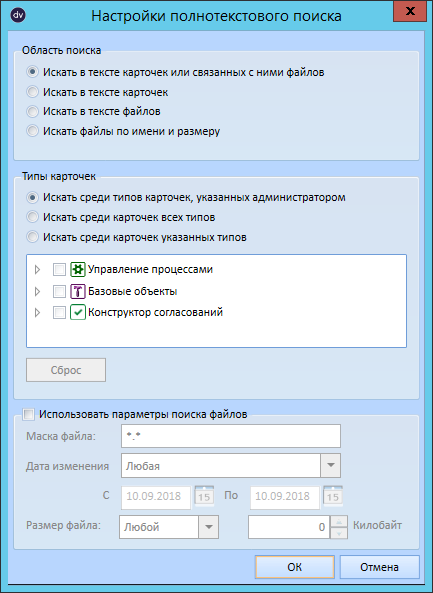 dv Настройки полнотекстового поиска x
Область поиска
Искать в тексте карточек или связанных с ними файлов
Искать в тексте карточек
Искать в тексте файлов
Искать файлы по имени и размеру
Типы карточек
Искать среди типов карточек, указанных администратором
Искать среди карточек всех типов
Искать среди карточек указанных типов
Управление процессами
Базовые объекты
Конструктор согласований
Сброс
Использовать параметры поиска файлов
Маска файла: *.*
Дата изменения Любая
С 10.09.2018 15 По 10.09.2018 15
Размер файла: Любой 0 Килобайт
ОК Отмена